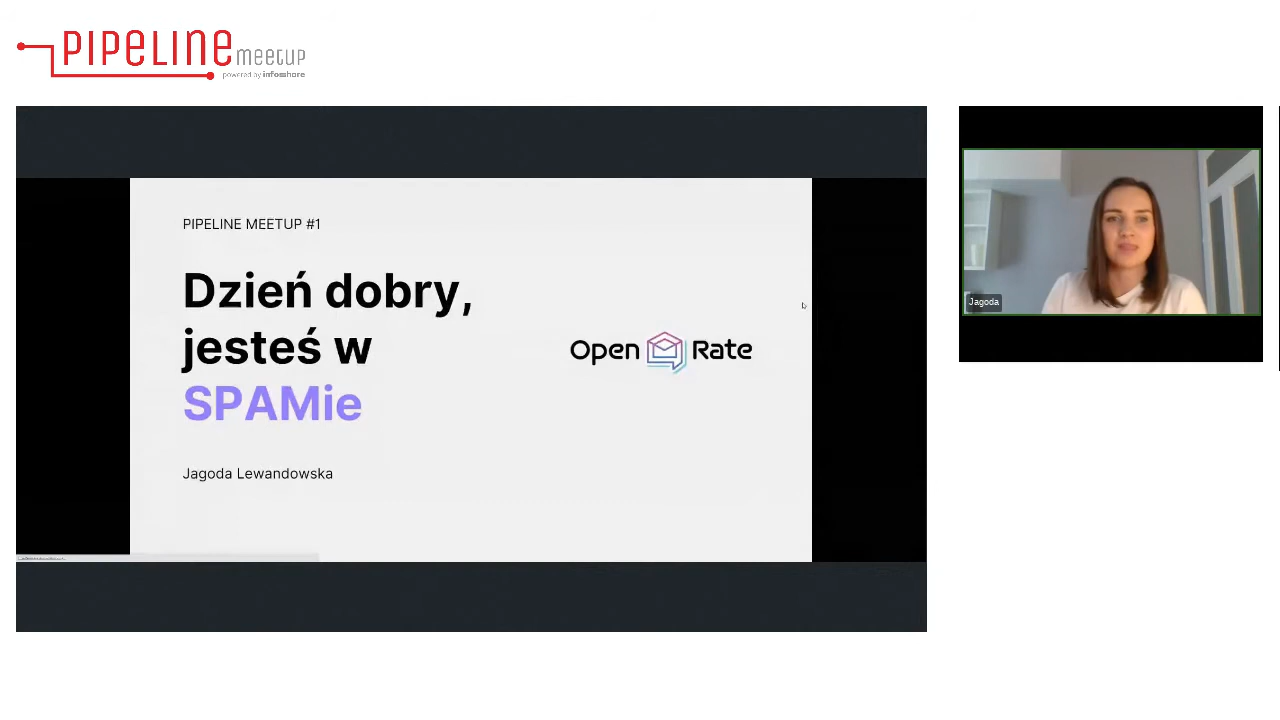 PIPELINE meetup
powered by infoshare
PIPELINE MEETUP #1
Dzień dobry,
jesteś w
SPAMie
Open Rate
Jagoda Lewandowska
Jagoda